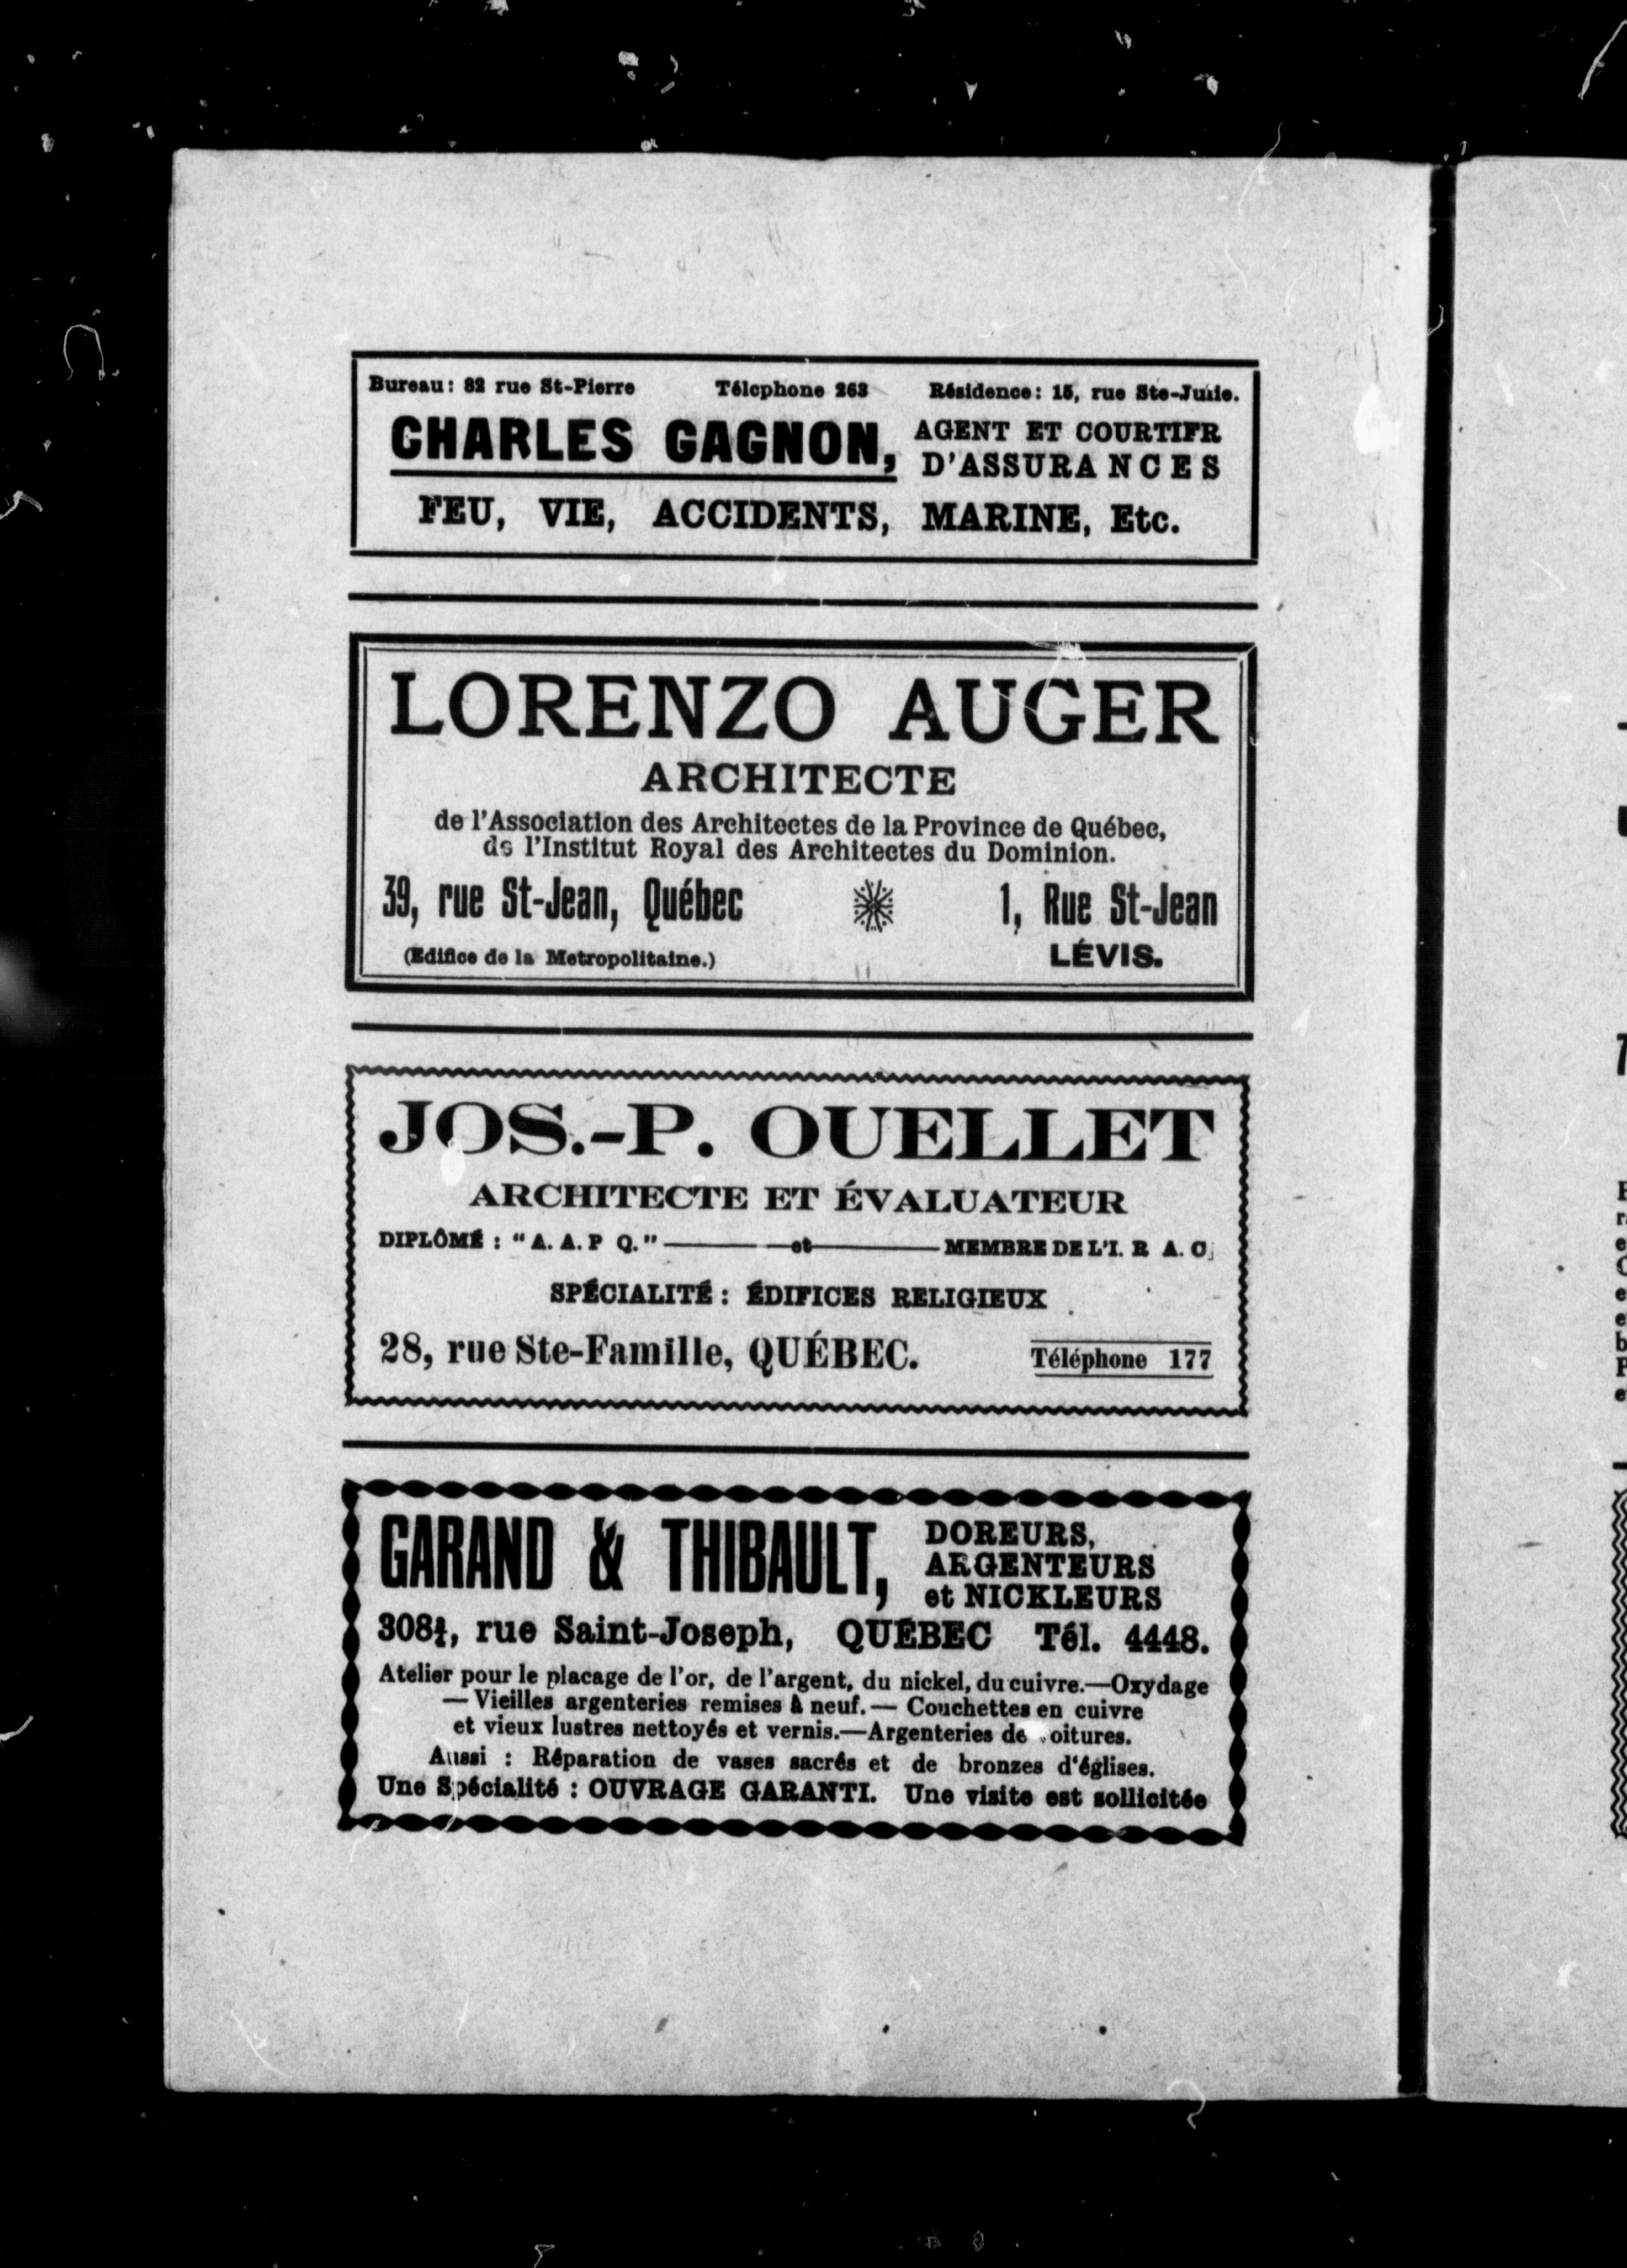 Bureau: 82 rue St-Pierre Télephone 263 Résidence: 15, rue Ste-Julie.
CHARLES GAGNON, AGENT ET COURTIER
D'ASSURANCES
FEU, VIE, ACCIDENTS, MARINE, Etc.
LORENZO AUGER
ARCHITECTE
de l'Association des Architectes de la Province de Québec,
de l'Institut Royal des Architectes du Dominion.
39, rue St-Jean, Québec 1, Rue St-Jean
(Edifice de la Metropolitaine.) LÉVIS.
JOS.-P. OUELLET
ARCHITECTE ET ÉVALUATEUR
DIPLÔMÉ : "A. A. P Q." — et — MEMBRE DE L'I. R A. C.
SPÉCIALITÉ : ÉDIFICES RELIGIEUX
28, rue Ste-Famille, QUÉBEC. Téléphone 177
GARAND & THIBAULT, DOREURS,
ARGENTEURS
et NICKLEURS
rue Saint-Joseph, QUÉBEC Tél. 4448.
Atelier pour le placage de l'or, de l'argent, du nickel, du cuivre.—Oxydage
— Vieilles argenteries remises à neuf. — Couchettes en cuivre
et vieux lustres nettoyés et vernis.—Argenteries de voitures.
Aussi : Réparation de vases sacrés et de bronzes d'églises.
Une Spécialité : OUVRAGE GARANTI. Une visite est sollicitée